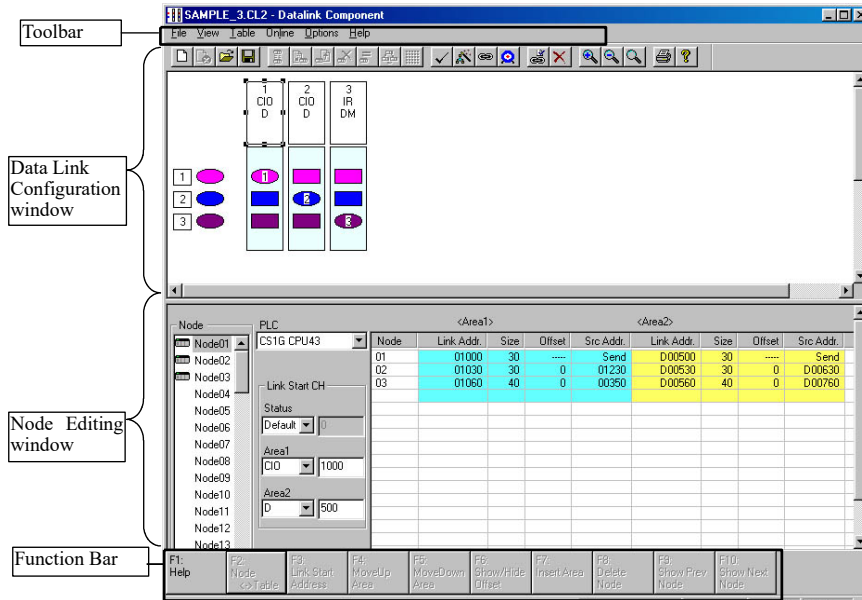 SAMPLE_3.CL2 - Datalink Component
Toolbar
File View Table Online Options Help
1 2 3
CIO CIO IR
D D DM
Data Link
Configuration
window
1 1
2 2
3 3
<Area1> <Area2>
Node PLC
Node01 CS1G CPU43 Node Link Addr. Size Offset Src Addr. Link Addr. Size Offset Src Addr.
Node02 01 01000 30 ----- Send D00500 30 ----- Send
Node03 02 01030 30 0 01230 D00530 30 0 D00630
03 01060 40 0 00350 D00560 40 0 D00760
Node04 Link Start CH
Node05 Status
Node Editing
window
Node06 Default 0
Node07
Node08 Area1
Node09 CIO 1000
Node10 Area2
Node11 D 500
Node12
Node13
Function Bar
F1: F2: F3: F4: F5: F6: F7: F8: F9: F10:
Help Node Link Start MoveUp MoveDown Show/Hide Insert Area Delete Show Prev Show Next
<->Table Address Area Area Offset Node Node Node